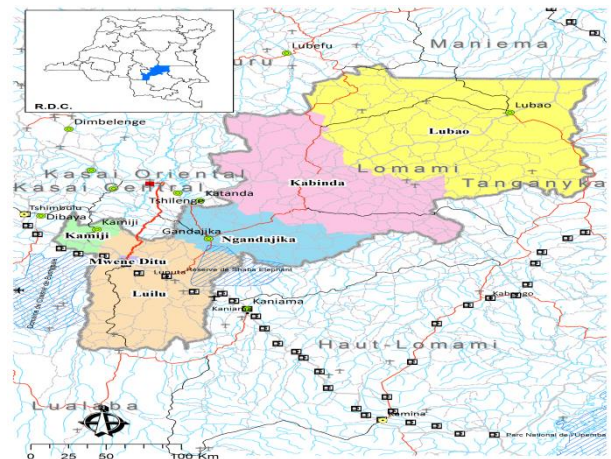 Maniema
Lubefu
uru
R.D.C.
Dimbelenge
Lubao
Lubao
Lomami
Kasai Oriental
Kabinda
Tanganyka
Kasai Central
Katanda
Tshilenge
Tshimbulu
Dibaya
Kamiji
Kamiji
Gandajika
Ngandajika
Mwene Ditu
Luputa
Luilu
Kaniama
Kaniama
Kabongo
Haut-Lomami
Kamina
Lualaba
Parc National de l'Upemba
0 25 50 100 Km